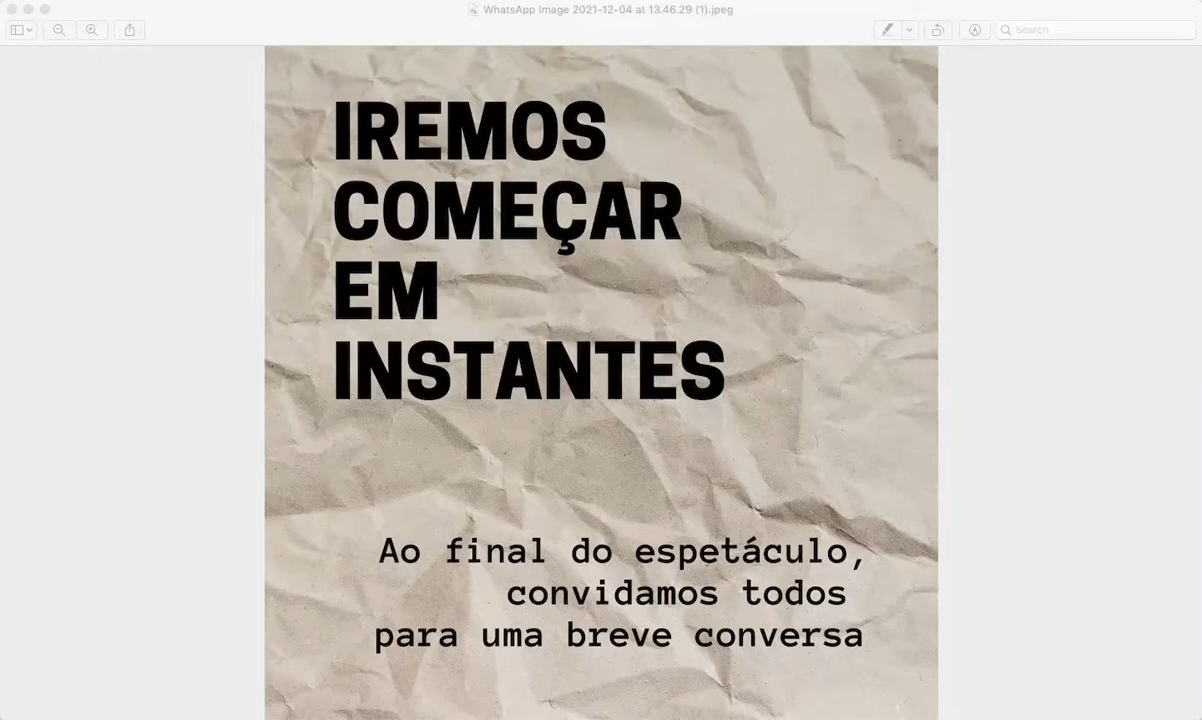 WhatsApp Image 2021-12-04 at 13.46.29 (1).jpeg
Search
IREMOS
COMEÇAR
EM
INSTANTES
Ao final do espetáculo,
convidamos todos
para uma breve conversa